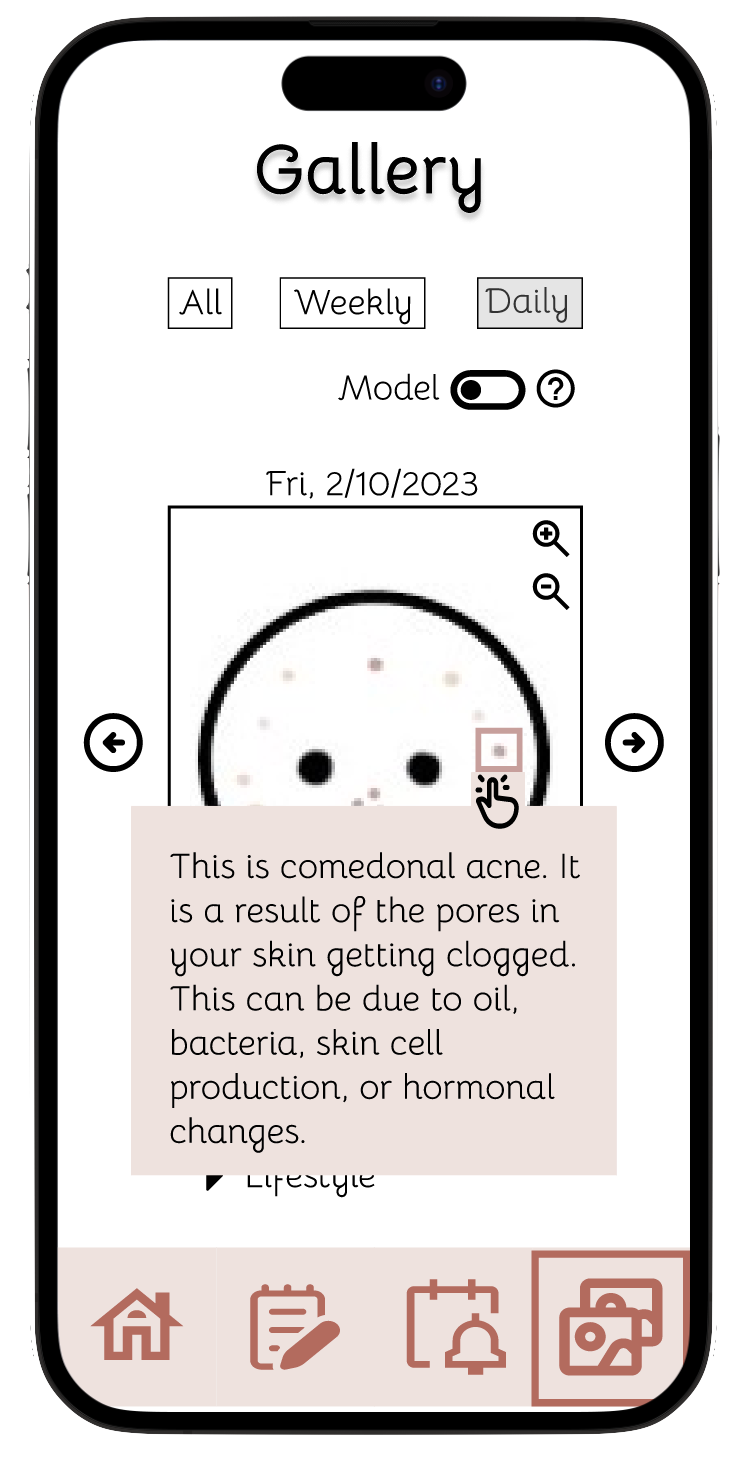 Gallery
All Weekly Daily
Model ?
Fri, 2/10/2023
This is comedonal acne. It
is a result of the pores in
your skin getting clogged.
This can be due to oil,
bacteria, skin cell
production, or hormonal
changes.
Lifestyle